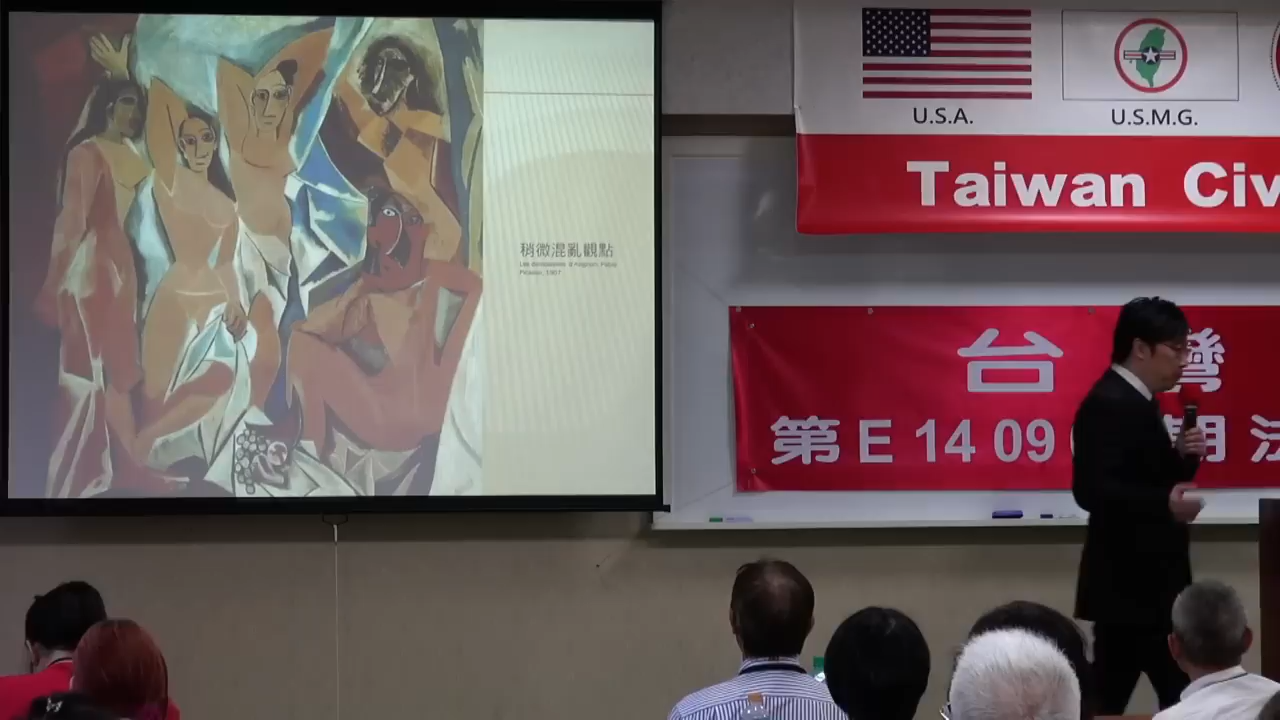 稍微混亂觀點
Les demoiselles d'Avignon, Pablo
Picasso, 1907
U.S.A.
U.S.M.G.
Taiwan Civ
台 灣
第 E 14 09 期 法